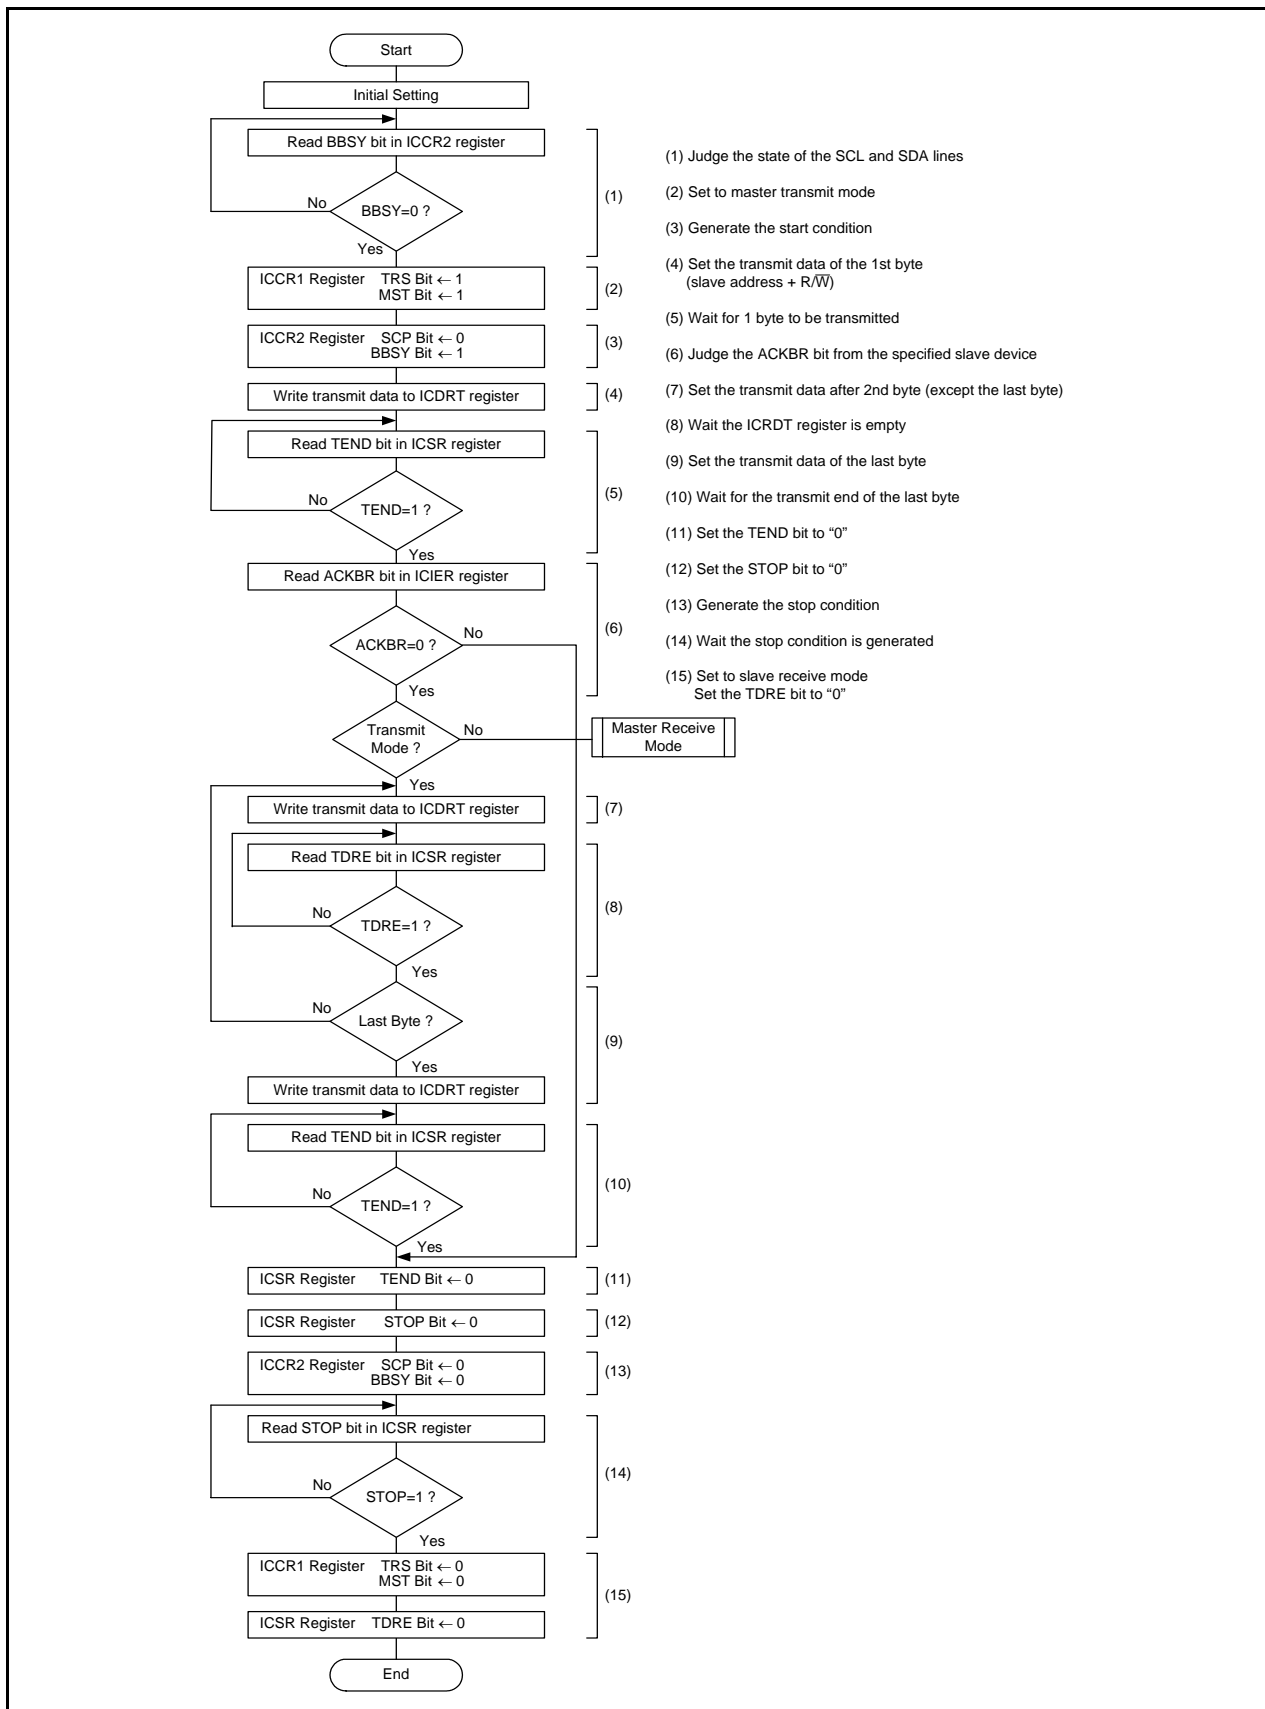 Start
Initial Setting
Read BBSY bit in ICCR2 register
BBSY=0 ?
No
Yes
(1)
ICCR1 Register TRS Bit ← 1
MST Bit ← 1
(2)
ICCR2 Register SCP Bit ← 0
BBSY Bit ← 1
(3)
Write transmit data to ICDRT register
(4)
Read TEND bit in ICSR register
No
TEND=1 ?
(5)
Yes
Read ACKBR bit in ICIER register
ACKBR=0 ?
No
(6)
Yes
Transmit
Mode ?
No
Master Receive
Mode
Yes
Write transmit data to ICDRT register
(7)
Read TDRE bit in ICSR register
No
TDRE=1 ?
(8)
Yes
No
Last Byte ?
(9)
Yes
Write transmit data to ICDRT register
Read TEND bit in ICSR register
No
TEND=1 ?
(10)
Yes
ICSR Register TEND Bit ← 0
(11)
ICSR Register STOP Bit ← 0
(12)
ICCR2 Register SCP Bit ← 0
BBSY Bit ← 0
(13)
Read STOP bit in ICSR register
No
STOP=1 ?
(14)
Yes
ICCR1 Register TRS Bit ← 0
MST Bit ← 0
(15)
ICSR Register TDRE Bit ← 0
End
(1) Judge the state of the SCL and SDA lines
(2) Set to master transmit mode
(3) Generate the start condition
(4) Set the transmit data of the 1st byte
(slave address + R/W̅)
(5) Wait for 1 byte to be transmitted
(6) Judge the ACKBR bit from the specified slave device
(7) Set the transmit data after 2nd byte (except the last byte)
(8) Wait the ICRDT register is empty
(9) Set the transmit data of the last byte
(10) Wait for the transmit end of the last byte
(11) Set the TEND bit to “0”
(12) Set the STOP bit to “0”
(13) Generate the stop condition
(14) Wait the stop condition is generated
(15) Set to slave receive mode
Set the TDRE bit to “0”